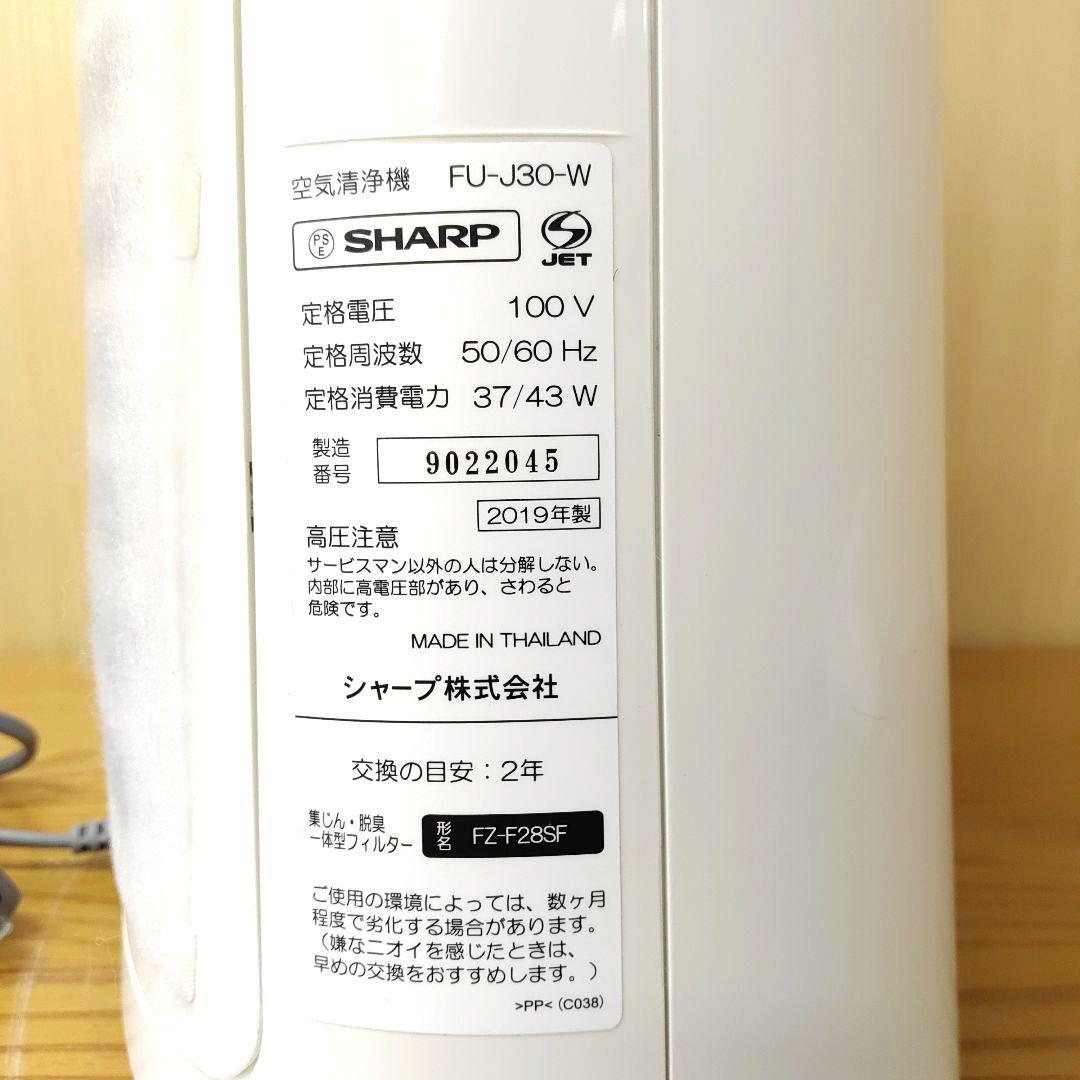 空気清浄機 FU-J30-W
PS E SHARP JET
定格電圧 100 V
定格周波数 50/60 Hz
定格消費電力 37/43 W
製造番号 9022045
2019年製
高圧注意
サービスマン以外の人は分解しない。
内部に高電圧部があり、さわると
危険です。
MADE IN THAILAND
シャープ株式会社
交換の目安：2年
集じん・脱臭
一体型フィルター 形名 FZ-F28SF
ご使用の環境によっては、数ヶ月
程度で劣化する場合があります。
（嫌なニオイを感じたときは、
早めの交換をおすすめします。）
>PP< (C038)